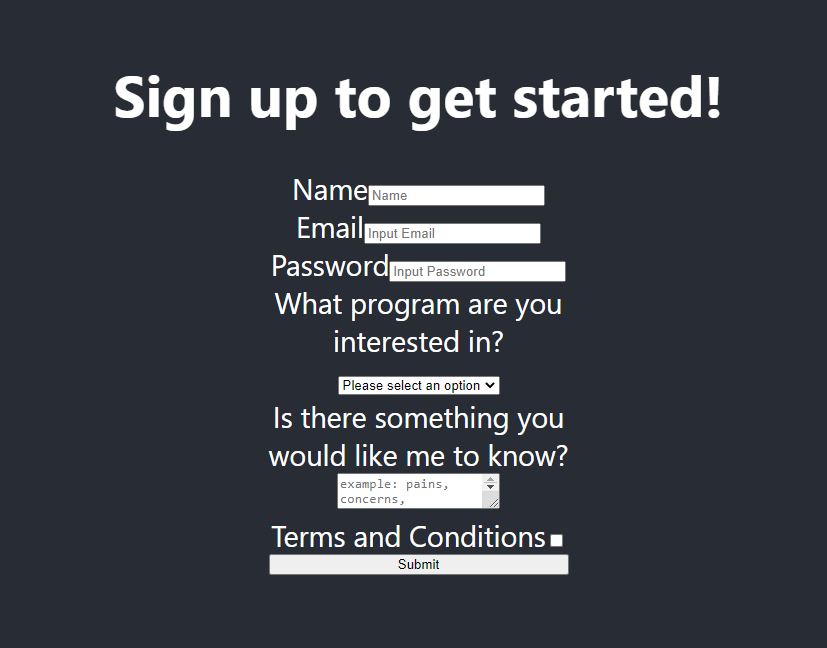 Sign up to get started!
Name Name
Email Input Email
Password Input Password
What program are you
interested in?
Please select an option
Is there something you
would like me to know?
example: pains,
concerns,
Terms and Conditions
Submit